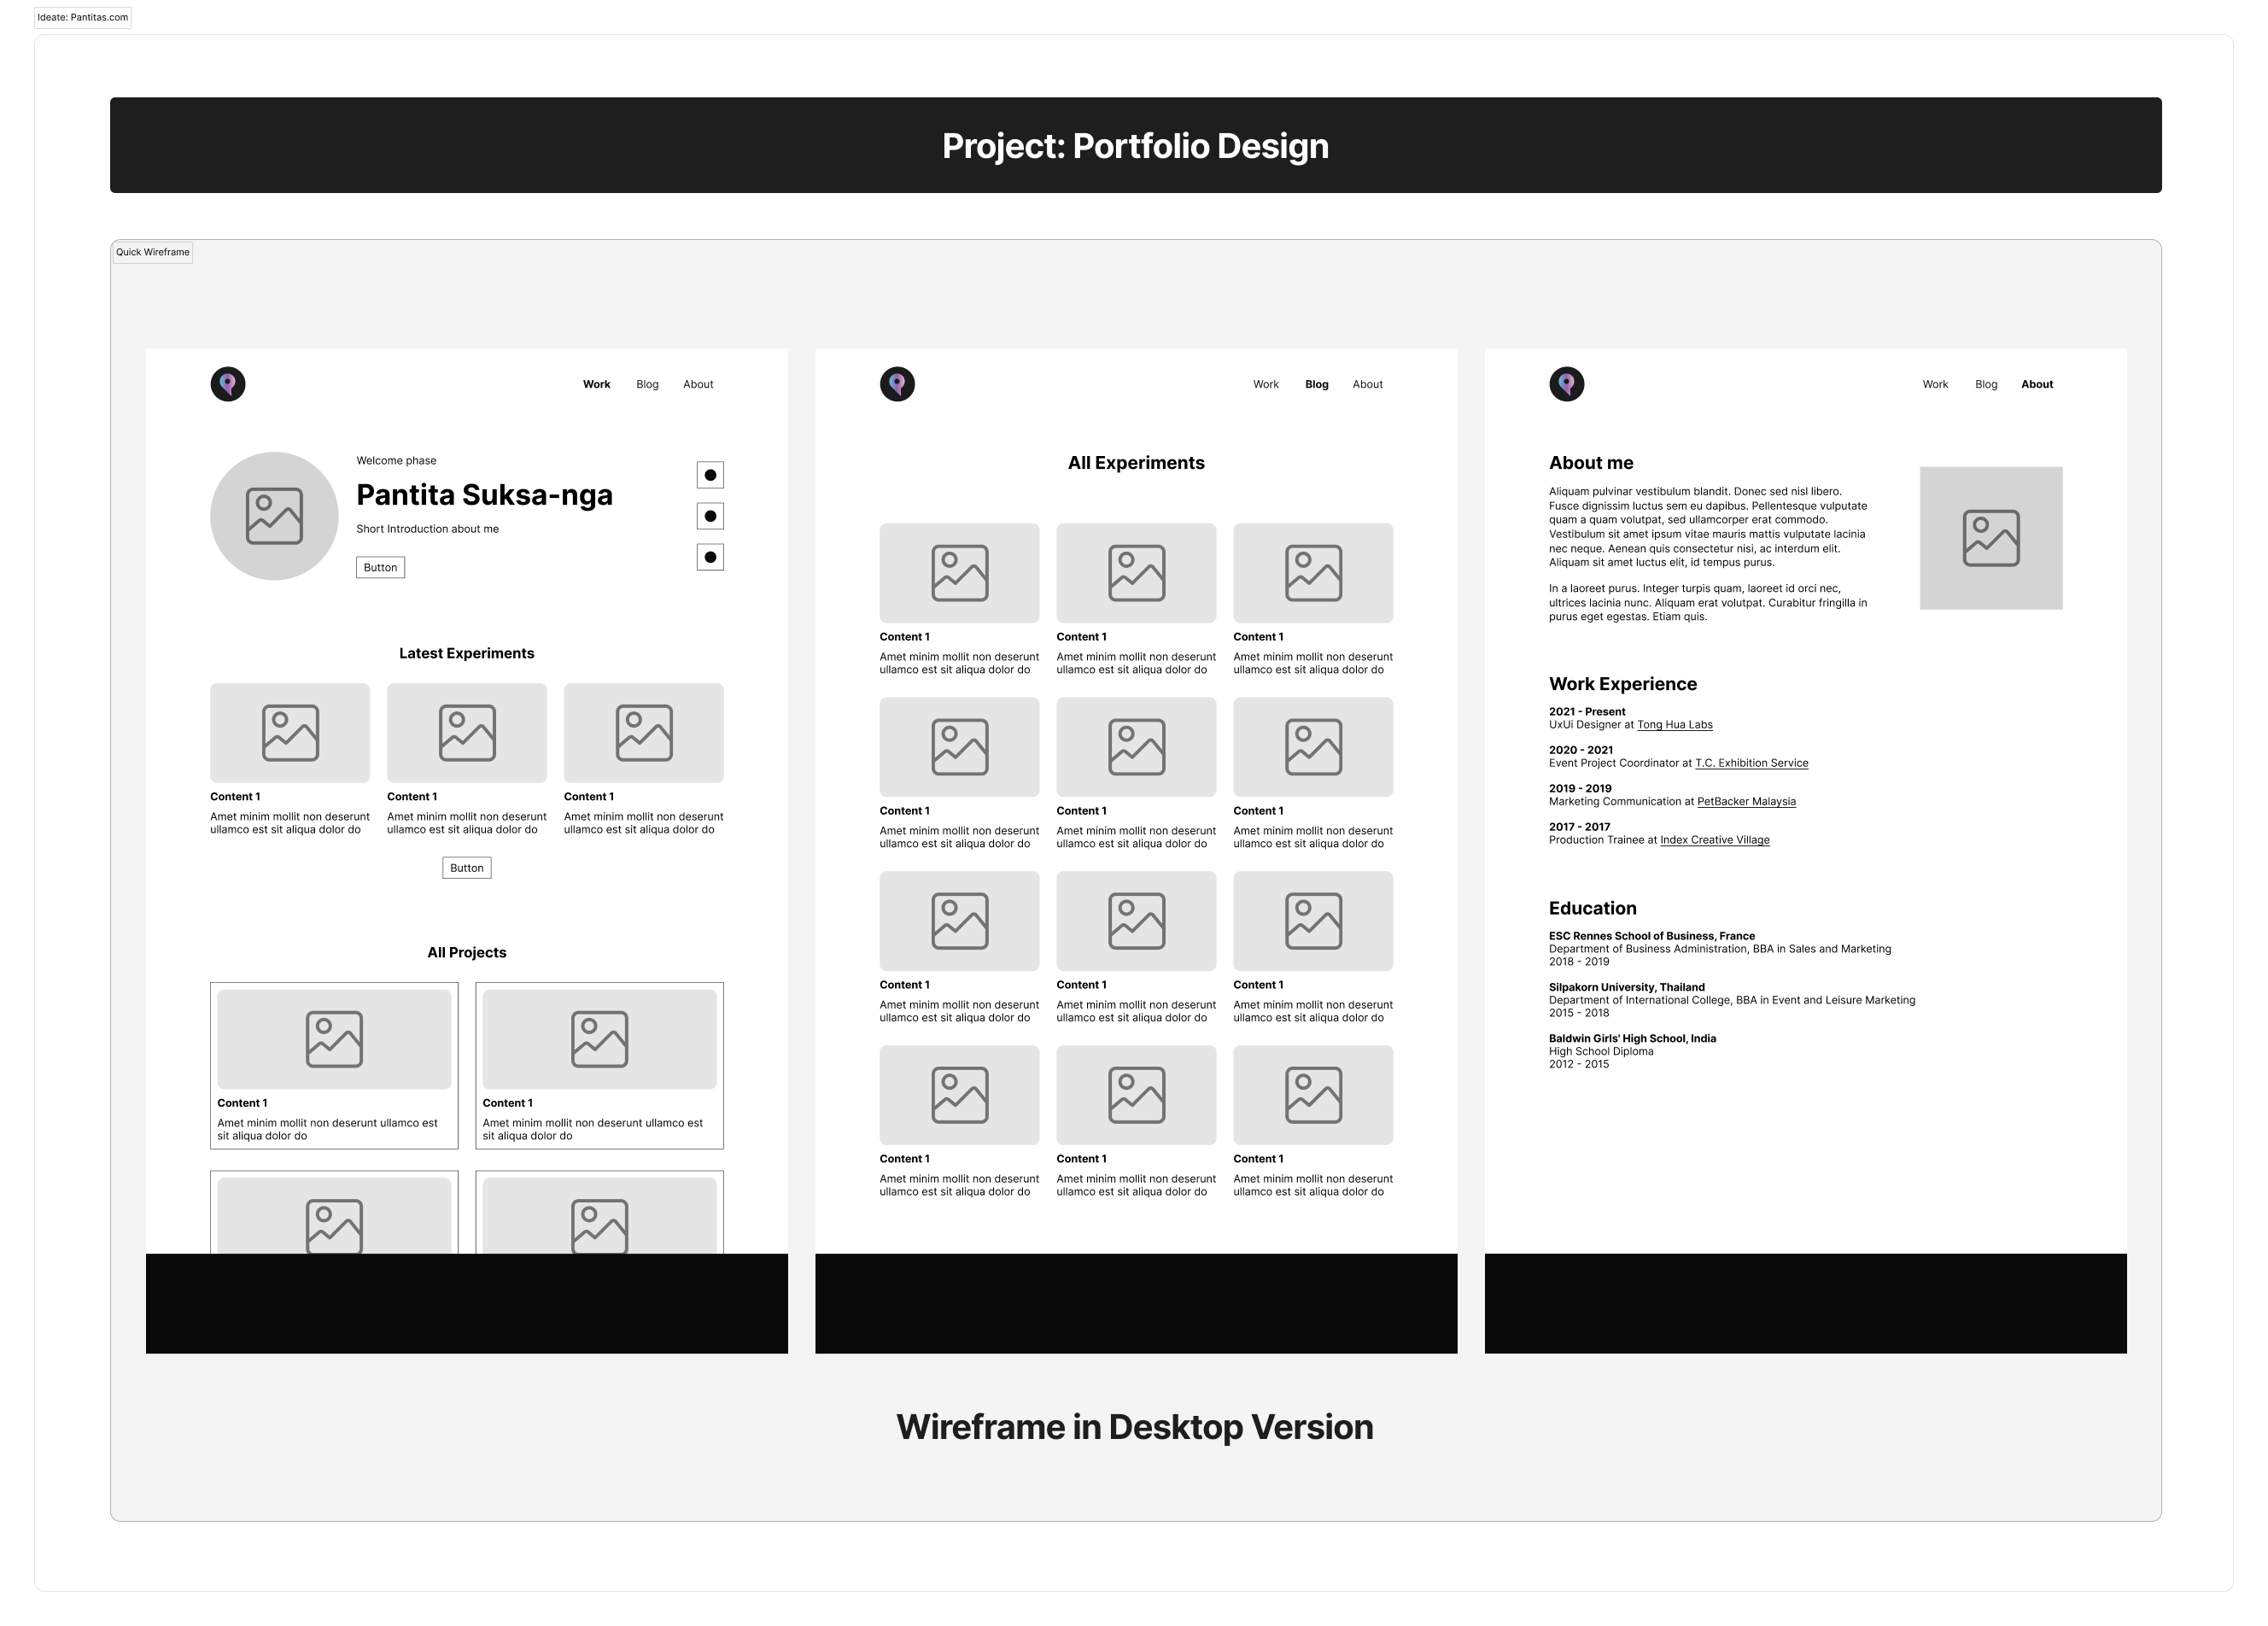 Ideate: Pantitas.com
Project: Portfolio Design
Quick Wireframe
Work Blog About
Welcome phase
Pantita Suksa-nga
Short Introduction about me
Button
Latest Experiments
Content 1 Content 1 Content 1
Amet minim mollit non deserunt Amet minim mollit non deserunt Amet minim mollit non deserunt
ullamco est sit aliqua dolor do ullamco est sit aliqua dolor do ullamco est sit aliqua dolor do
Button
All Projects
Content 1 Content 1
Amet minim mollit non deserunt ullamco est Amet minim mollit non deserunt ullamco est
sit aliqua dolor do sit aliqua dolor do
Work Blog About
All Experiments
Content 1 Content 1 Content 1
Amet minim mollit non deserunt Amet minim mollit non deserunt Amet minim mollit non deserunt
ullamco est sit aliqua dolor do ullamco est sit aliqua dolor do ullamco est sit aliqua dolor do
Content 1 Content 1 Content 1
Amet minim mollit non deserunt Amet minim mollit non deserunt Amet minim mollit non deserunt
ullamco est sit aliqua dolor do ullamco est sit aliqua dolor do ullamco est sit aliqua dolor do
Content 1 Content 1 Content 1
Amet minim mollit non deserunt Amet minim mollit non deserunt Amet minim mollit non deserunt
ullamco est sit aliqua dolor do ullamco est sit aliqua dolor do ullamco est sit aliqua dolor do
Content 1 Content 1 Content 1
Amet minim mollit non deserunt Amet minim mollit non deserunt Amet minim mollit non deserunt
ullamco est sit aliqua dolor do ullamco est sit aliqua dolor do ullamco est sit aliqua dolor do
Work Blog About
About me
Aliquam pulvinar vestibulum blandit. Donec sed nisl libero.
Fusce dignissim luctus sem eu dapibus. Pellentesque vulputate
quam a quam volutpat, sed ullamcorper erat commodo.
Vestibulum sit amet ipsum vitae mauris mattis vulputate lacinia
nec neque. Aenean quis consectetur nisi, ac interdum elit.
Aliquam sit amet luctus elit, id tempus purus.
In a laoreet purus. Integer turpis quam, laoreet id orci nec,
ultrices lacinia nunc. Aliquam erat volutpat. Curabitur fringilla in
purus eget egestas. Etiam quis.
Work Experience
2021 - Present
UxUi Designer at Tong Hua Labs
2020 - 2021
Event Project Coordinator at T.C. Exhibition Service
2019 - 2019
Marketing Communication at PetBacker Malaysia
2017 - 2017
Production Trainee at Index Creative Village
Education
ESC Rennes School of Business, France
Department of Business Administration, BBA in Sales and Marketing
2018 - 2019
Silpakorn University, Thailand
Department of International College, BBA in Event and Leisure Marketing
2015 - 2018
Baldwin Girls' High School, India
High School Diploma
2012 - 2015
Wireframe in Desktop Version